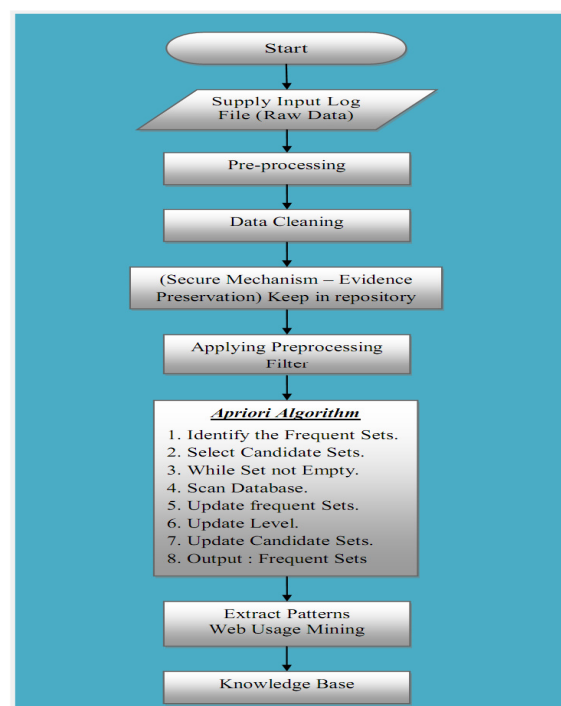 Start
Supply Input Log
File (Raw Data)
Pre-processing
Data Cleaning
(Secure Mechanism – Evidence
Preservation) Keep in repository
Applying Preprocessing
Filter
Apriori Algorithm
1. Identify the Frequent Sets.
2. Select Candidate Sets.
3. While Set not Empty.
4. Scan Database.
5. Update frequent Sets.
6. Update Level.
7. Update Candidate Sets.
8. Output : Frequent Sets
Extract Patterns
Web Usage Mining
Knowledge Base